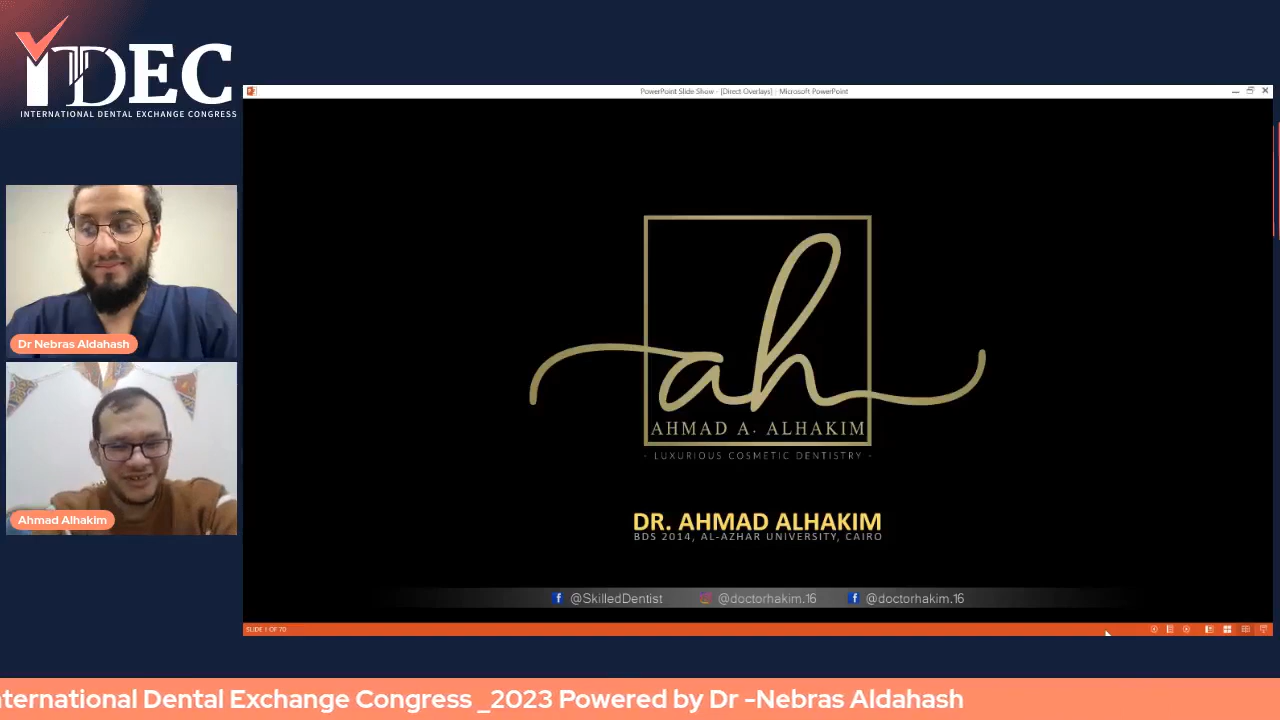 IDEC
INTERNATIONAL DENTAL EXCHANGE CONGRESS
PowerPoint Slide Show - [Direct Overlays] - Microsoft PowerPoint
Dr Nebras Aldahash
Ahmad Alhakim
ah
AHMAD A. ALHAKIM
- LUXURIOUS COSMETIC DENTISTRY -
DR. AHMAD ALHAKIM
BDS 2014, AL-AZHAR UNIVERSITY, CAIRO
@SkilledDentist @doctorhakim.16 @doctorhakim.16
SLIDE 1 OF 70
nternational Dental Exchange Congress _2023 Powered by Dr -Nebras Aldahash